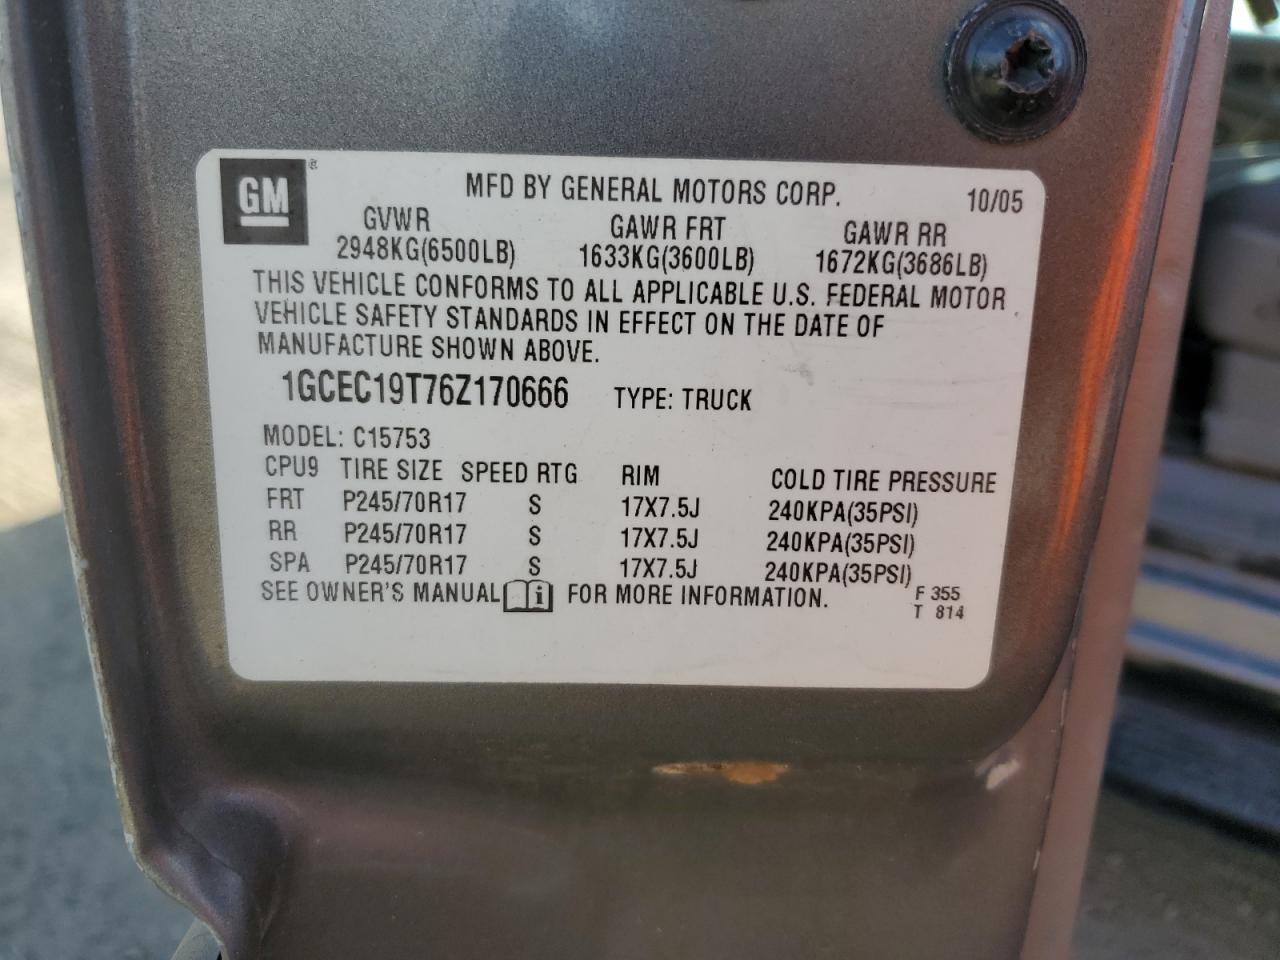 GM ® MFD BY GENERAL MOTORS CORP. 10/05
GVWR GAWR FRT GAWR RR
2948KG(6500LB) 1633KG(3600LB) 1672KG(3686LB)
THIS VEHICLE CONFORMS TO ALL APPLICABLE U.S. FEDERAL MOTOR
VEHICLE SAFETY STANDARDS IN EFFECT ON THE DATE OF
MANUFACTURE SHOWN ABOVE.
1GCEC19T76Z170666 TYPE: TRUCK
MODEL: C15753
CPU9 TIRE SIZE SPEED RTG RIM COLD TIRE PRESSURE
FRT P245/70R17 S 17X7.5J 240KPA(35PSI)
RR P245/70R17 S 17X7.5J 240KPA(35PSI)
SPA P245/70R17 S 17X7.5J 240KPA(35PSI)
SEE OWNER'S MANUAL i FOR MORE INFORMATION. F 355
T 814